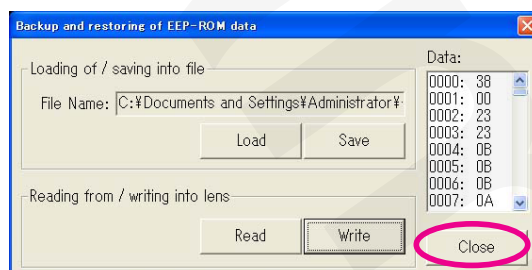 Backup and restoring of EEP-ROM data
Loading of / saving into file
File Name: C:¥Documents and Settings¥Administrator¥
Load Save
Reading from / writing into lens
Read Write
Data:
0000: 38
0001: 00
0002: 23
0003: 23
0004: 0B
0005: 0B
0006: 0B
0007: 0A
Close